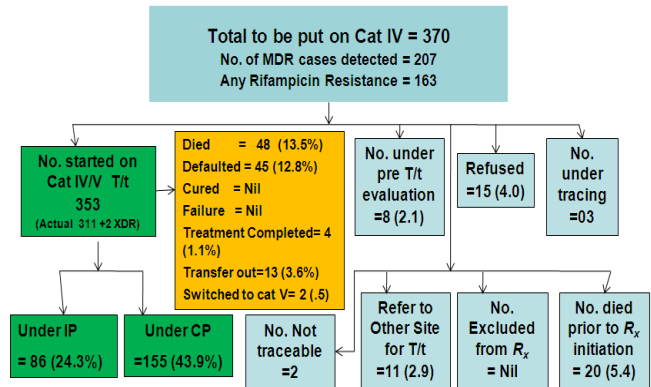 Total to be put on Cat IV = 370
No. of MDR cases detected = 207
Any Rifampicin Resistance = 163
No. started on
Cat IV/V T/t
353
(Actual 311 +2 XDR)
Died = 48 (13.5%)
Defaulted = 45 (12.8%)
Cured = Nil
Failure = Nil
Treatment Completed= 4
(1.1%)
Transfer out=13 (3.6%)
Switched to cat V= 2 (.5)
No. under
pre T/t
evaluation
=8 (2.1)
Refused
=15 (4.0)
No.
under
tracing
=03
Under IP
= 86 (24.3%)
Under CP
=155 (43.9%)
No. Not
traceable
=2
Refer to
Other Site
for T/t
=11 (2.9)
No.
Excluded
from Rx
= Nil
No. died
prior to Rx
initiation
= 20 (5.4)